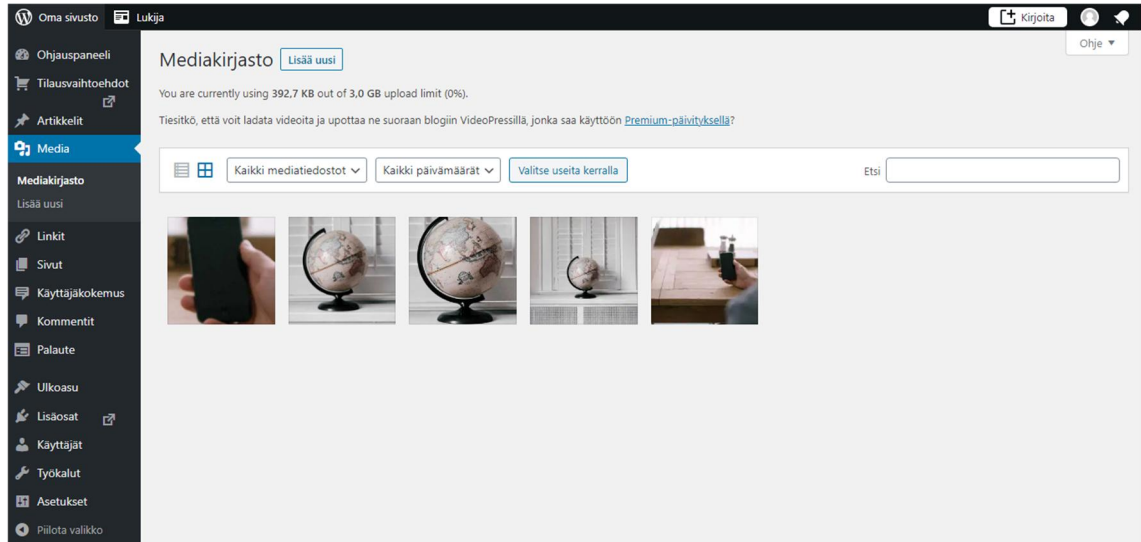 Oma sivusto Lukija Kirjoita
Ohje
Ohjauspaneeli
Tilausvaihtoehdot
Artikkelit
Media
Mediakirjasto
Lisää uusi
Linkit
Sivut
Käyttäjäkokemus
Kommentit
Palaute
Ulkoasu
Lisäosat
Käyttäjät
Työkalut
Asetukset
Piilota valikko
Mediakirjasto Lisää uusi
You are currently using 392,7 KB out of 3,0 GB upload limit (0%).
Tiesitkö, että voit ladata videoita ja upottaa ne suoraan blogiin VideoPressillä, jonka saa käyttöön Premium-päivityksellä?
Kaikki mediatiedostot Kaikki päivämäärät Valitse useita kerralla Etsi